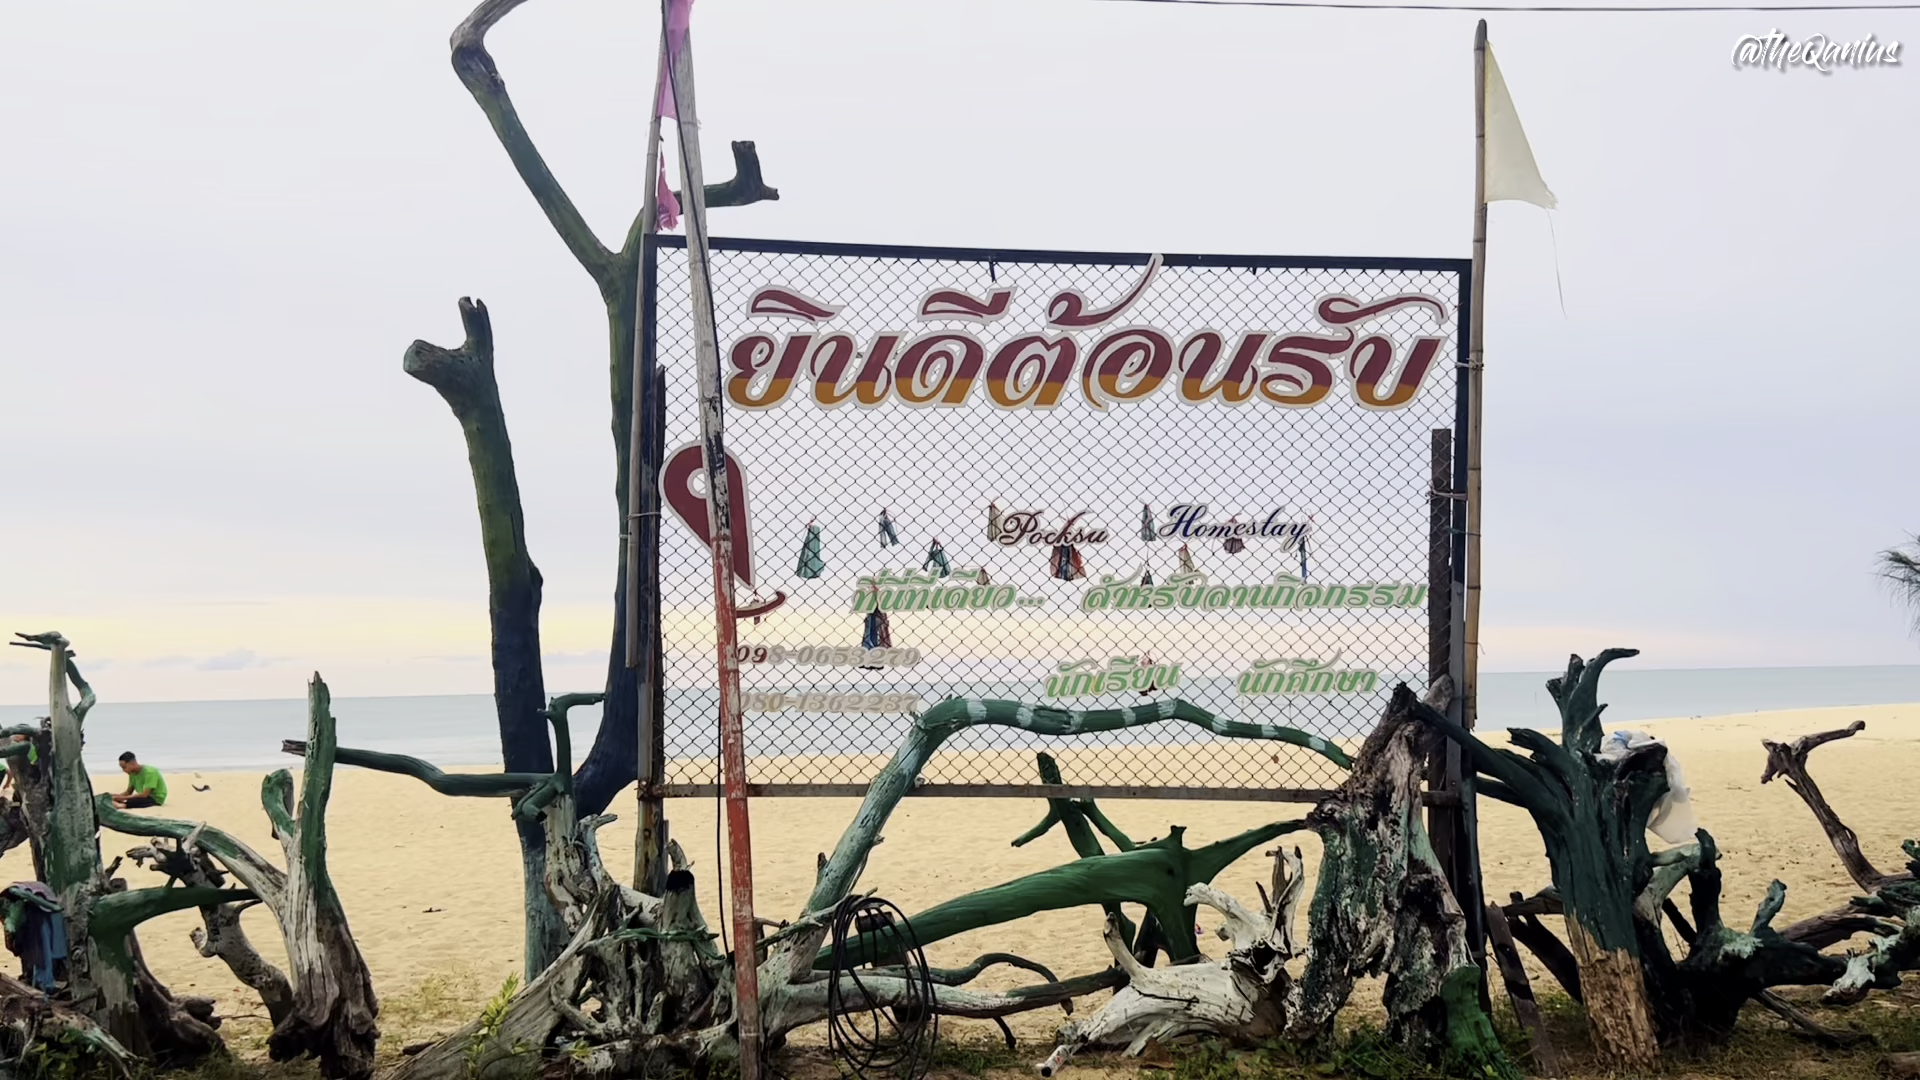 @theQanius
ยินดีต้อนรับ
Pocksu Homestay
ที่นี่ที่เดียว... สำหรับลานกิจกรรม
098-0653279
นักเรียน นักศึกษา
080-1362237